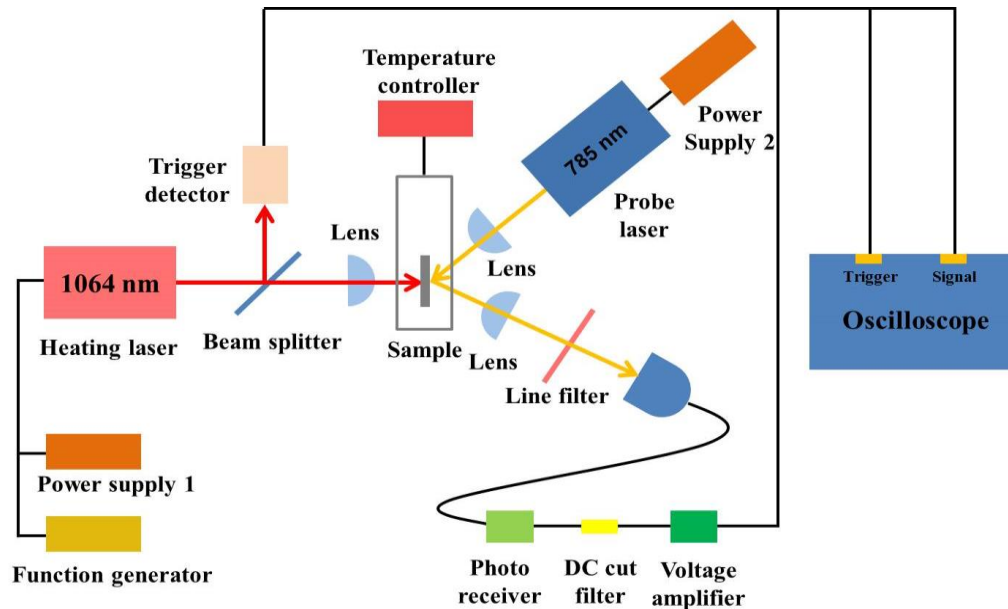 Temperature
controller
785 nm
Power
Supply 2
Trigger
detector
Probe
laser
Lens
Lens
1064 nm
Trigger
Signal
Oscilloscope
Heating laser
Beam splitter
Sample
Lens
Line filter
Power supply 1
Function generator
Photo
receiver
DC cut
filter
Voltage
amplifier